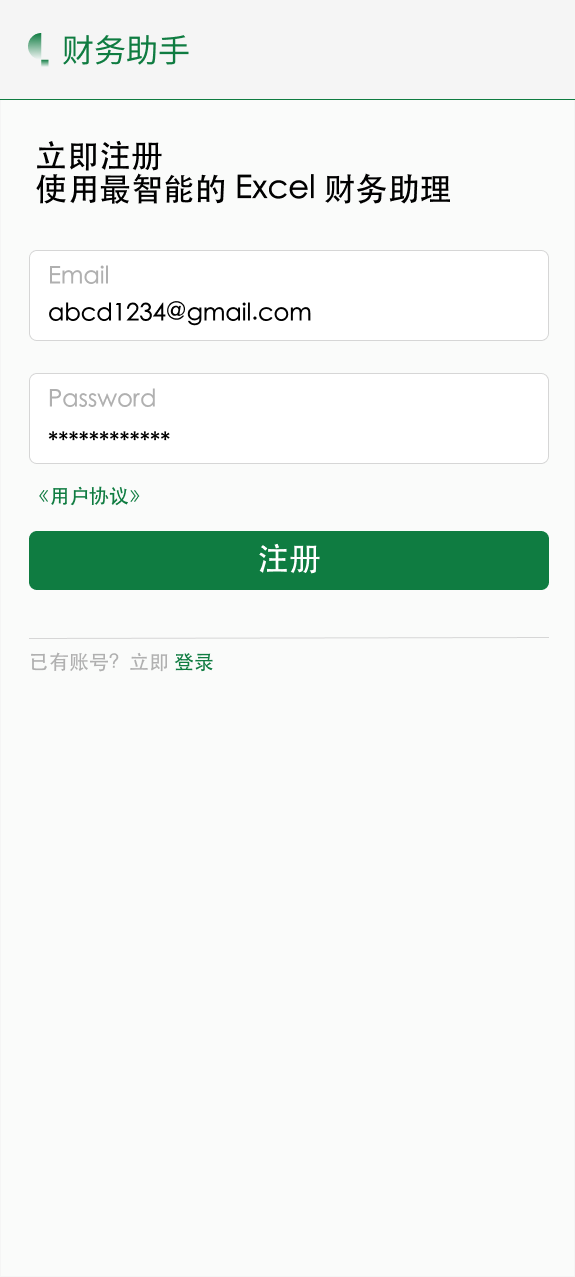 财务助手
立即注册
使用最智能的 Excel 财务助理
Email
abcd1234@gmail.com
Password
************
《用户协议》
注册
已有账号？立即 登录